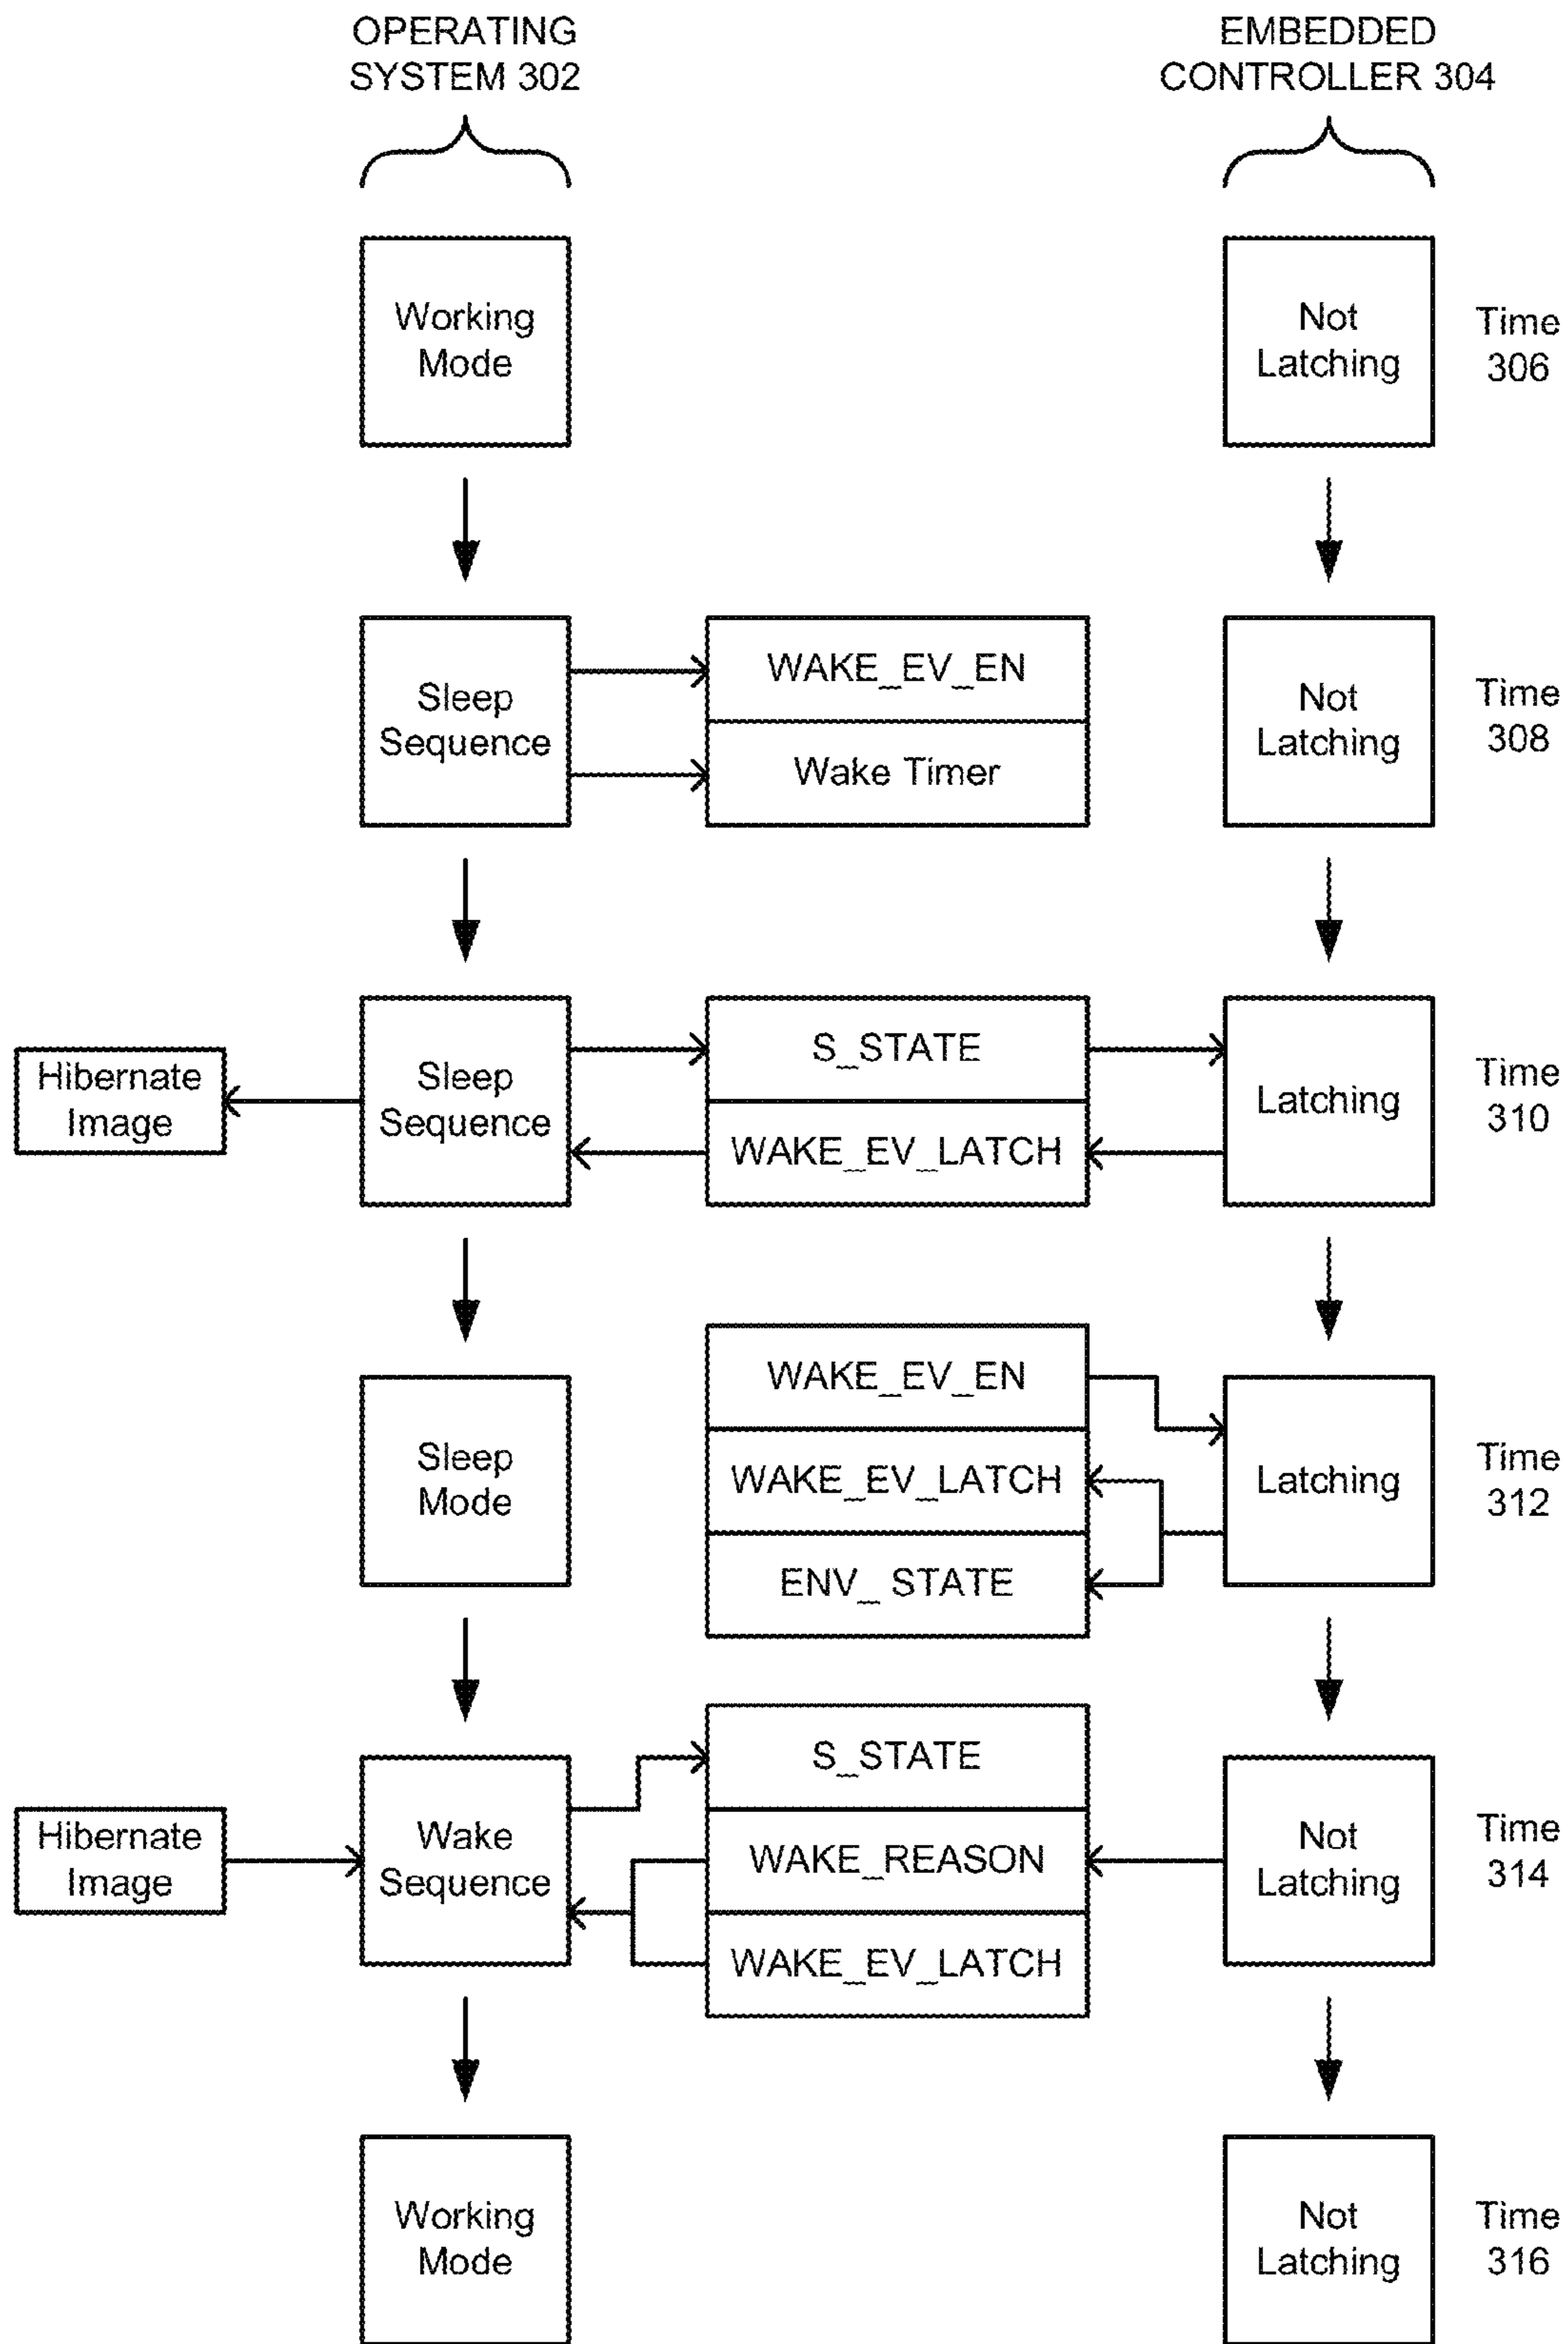 OPERATING
SYSTEM 302
EMBEDDED
CONTROLLER 304
Working
Mode
Not
Latching
Time
306
Sleep
Sequence
WAKE_EV_EN
Wake Timer
Not
Latching
Time
308
Hibernate
Image
Sleep
Sequence
S_STATE
WAKE_EV_LATCH
Latching
Time
310
Sleep
Mode
WAKE_EV_EN
WAKE_EV_LATCH
ENV_ STATE
Latching
Time
312
Hibernate
Image
Wake
Sequence
S_STATE
WAKE_REASON
WAKE_EV_LATCH
Not
Latching
Time
314
Working
Mode
Not
Latching
Time
316